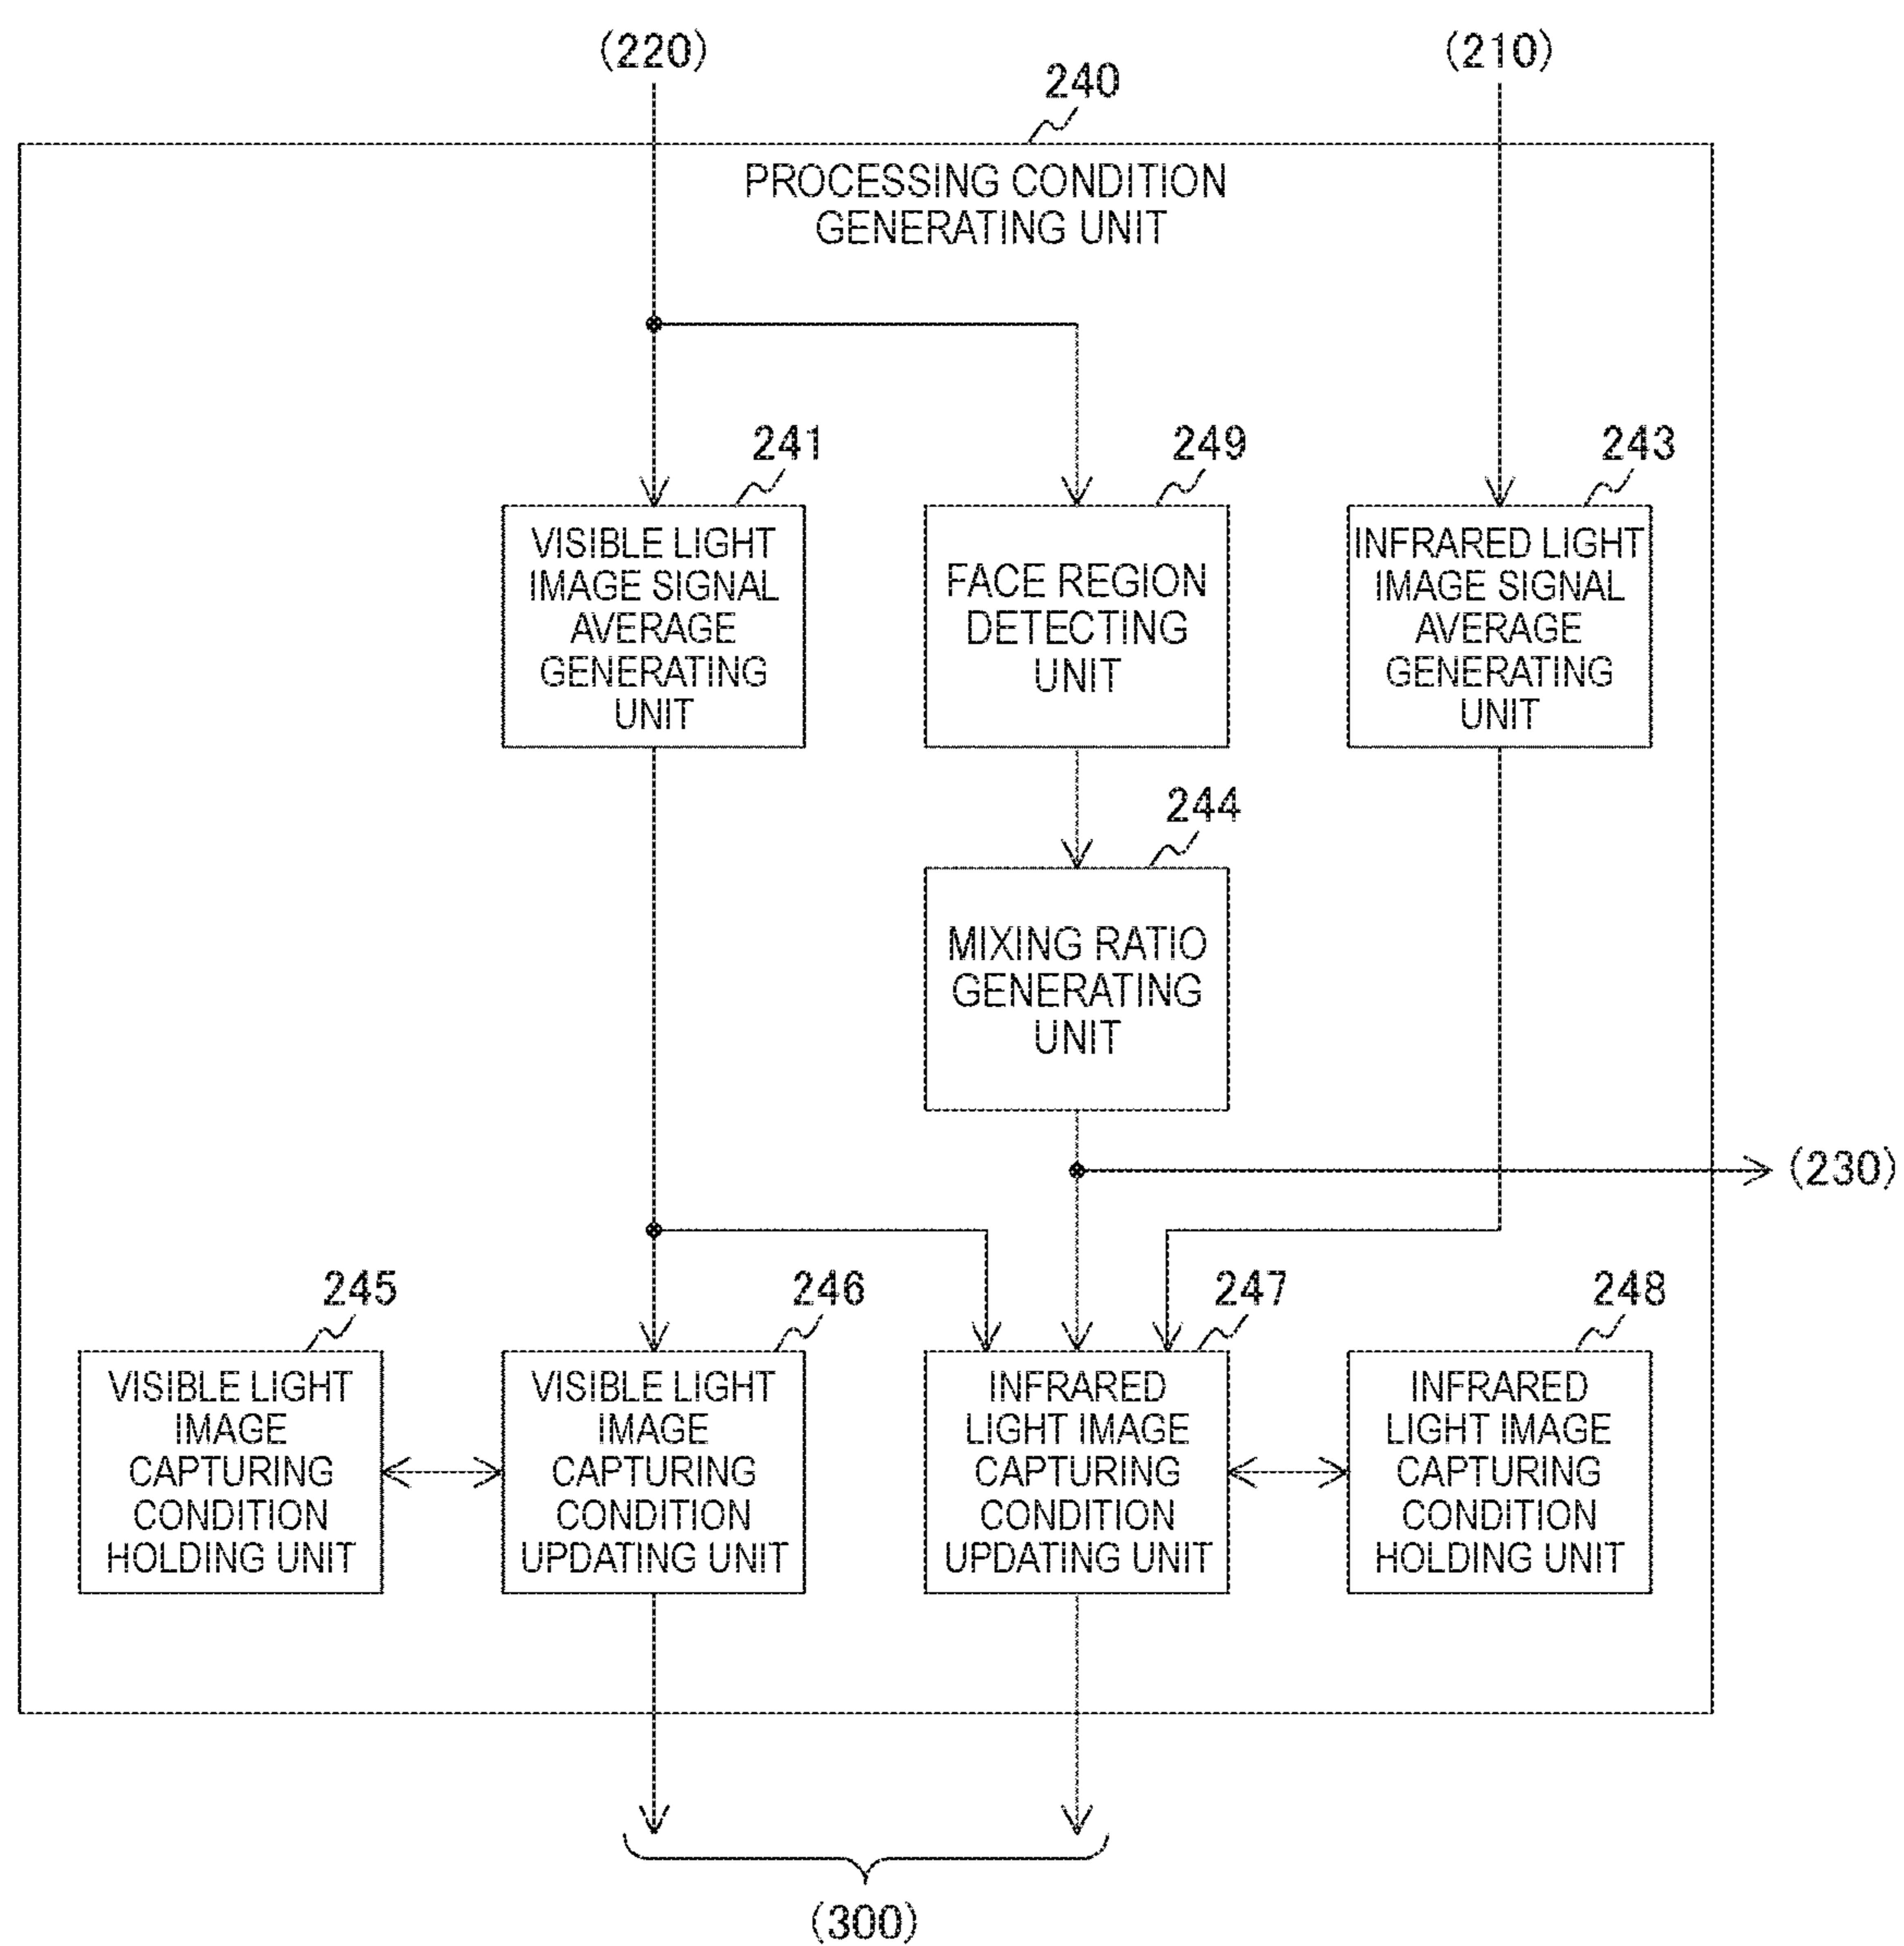 (220)
(210)
240
PROCESSING CONDITION
GENERATING UNIT
241
249
243
VISIBLE LIGHT
IMAGE SIGNAL
AVERAGE
GENERATING
UNIT
FACE REGION
DETECTING
UNIT
INFRARED LIGHT
IMAGE SIGNAL
AVERAGE
GENERATING
UNIT
244
MIXING RATIO
GENERATING
UNIT
(230)
245
246
247
248
VISIBLE LIGHT
IMAGE
CAPTURING
CONDITION
HOLDING UNIT
VISIBLE LIGHT
IMAGE
CAPTURING
CONDITION
UPDATING UNIT
INFRARED
LIGHT IMAGE
CAPTURING
CONDITION
UPDATING UNIT
INFRARED
LIGHT IMAGE
CAPTURING
CONDITION
HOLDING UNIT
(300)